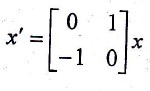 x' = [ 0 1 ; -1 0 ] x